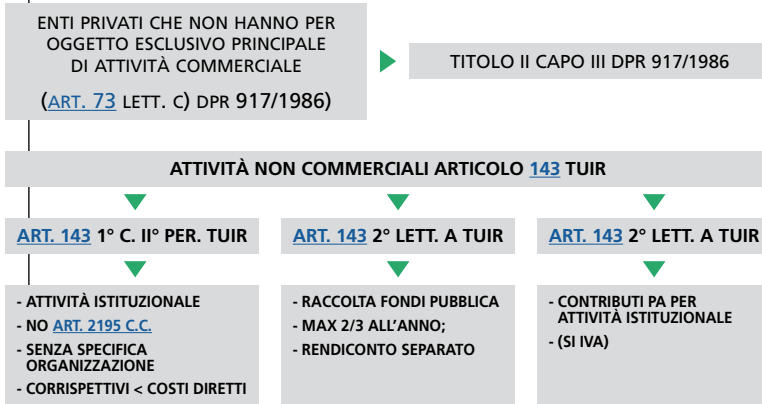 ENTI PRIVATI CHE NON HANNO PER
OGGETTO ESCLUSIVO PRINCIPALE
DI ATTIVITÀ COMMERCIALE
(ART. 73 LETT. C) DPR 917/1986)
TITOLO II CAPO III DPR 917/1986
ATTIVITÀ NON COMMERCIALI ARTICOLO 143 TUIR
ART. 143 1° C. II° PER. TUIR
- ATTIVITÀ ISTITUZIONALE
- NO ART. 2195 C.C.
- SENZA SPECIFICA
ORGANIZZAZIONE
- CORRISPETTIVI < COSTI DIRETTI
ART. 143 2° LETT. A TUIR
- RACCOLTA FONDI PUBBLICA
- MAX 2/3 ALL'ANNO;
- RENDICONTO SEPARATO
ART. 143 2° LETT. A TUIR
- CONTRIBUTI PA PER
ATTIVITÀ ISTITUZIONALE
- (SI IVA)